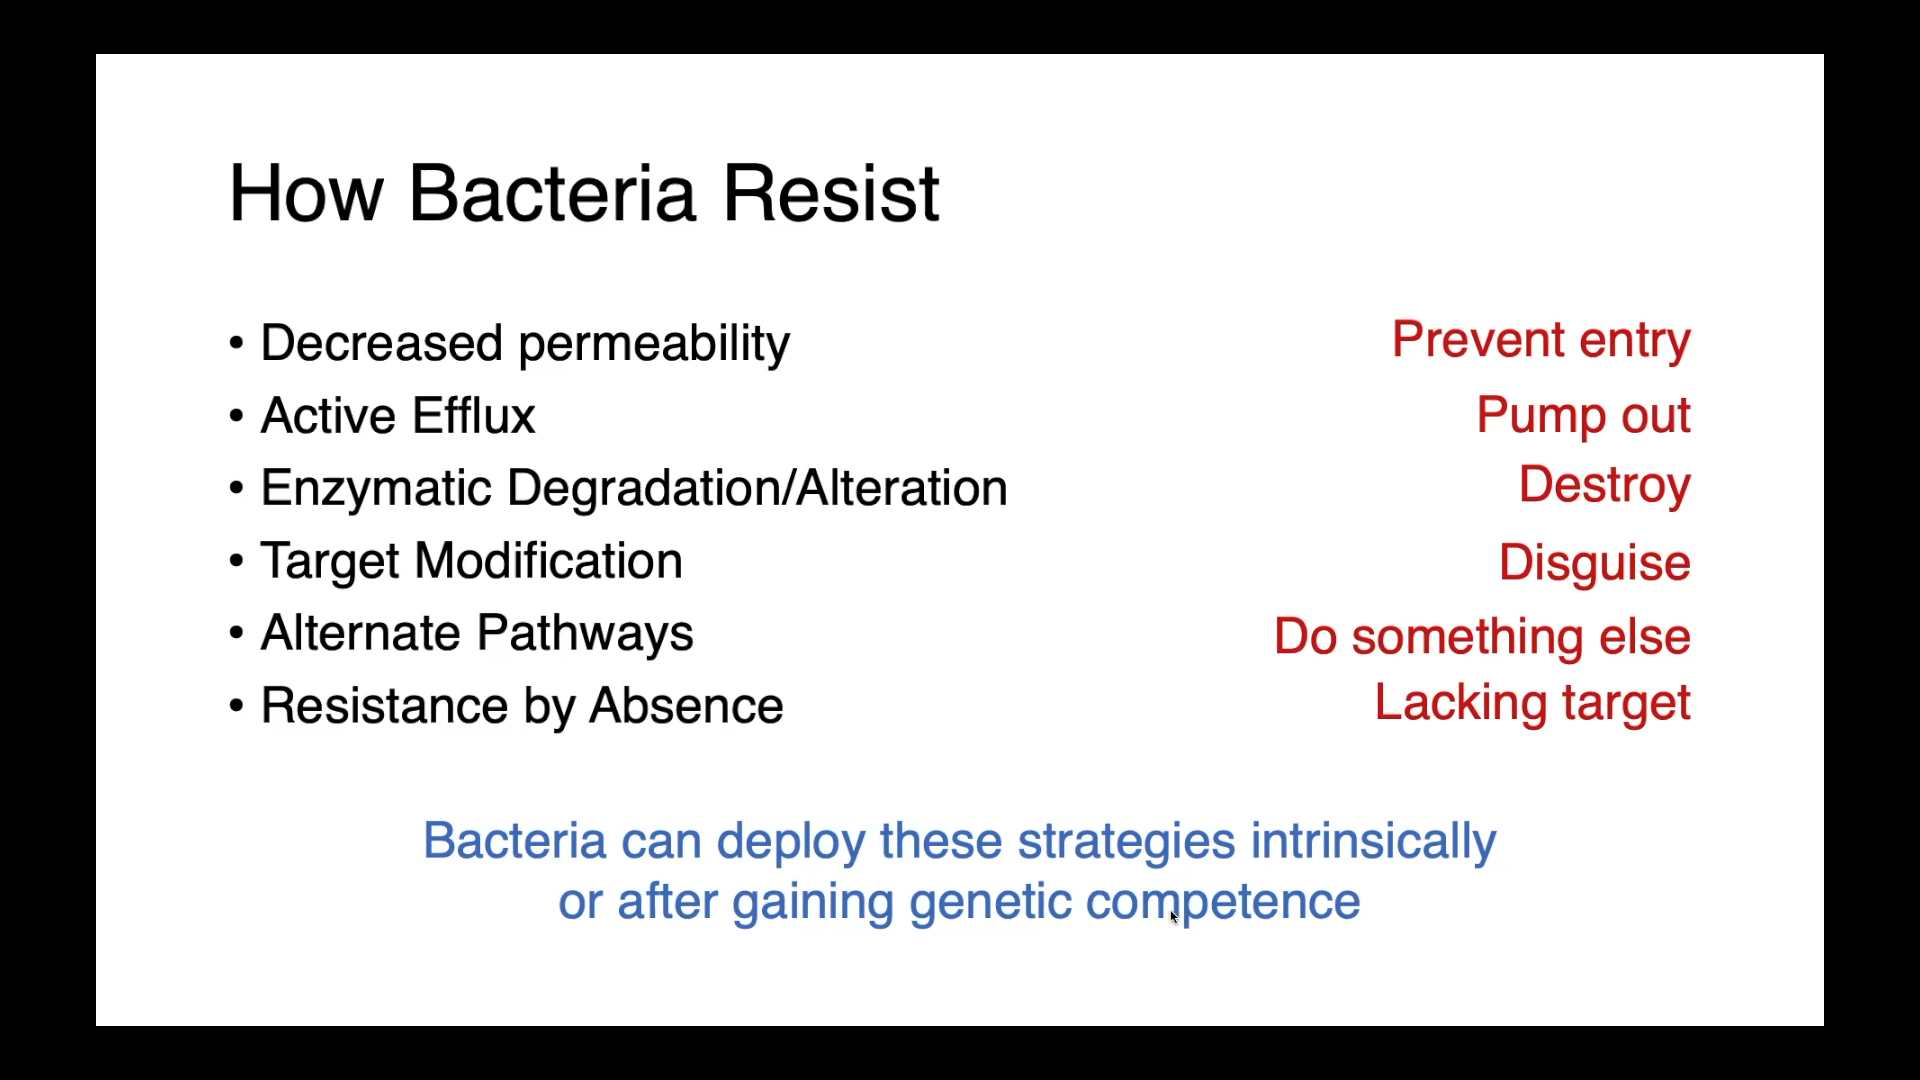 How Bacteria Resist
• Decreased permeability Prevent entry
• Active Efflux Pump out
• Enzymatic Degradation/Alteration Destroy
• Target Modification Disguise
• Alternate Pathways Do something else
• Resistance by Absence Lacking target
Bacteria can deploy these strategies intrinsically
or after gaining genetic competence